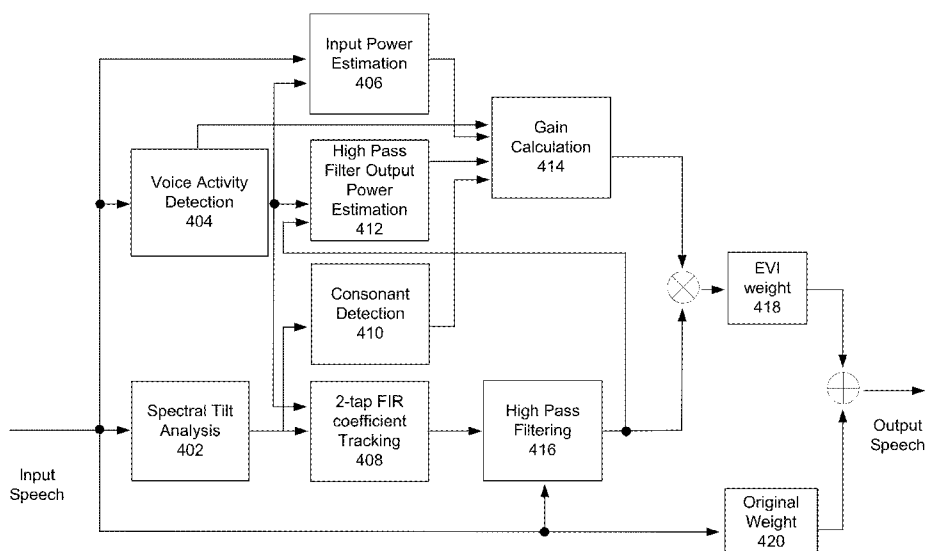 Input Power
Estimation
406
Voice Activity
Detection
404
High Pass
Filter Output
Power
Estimation
412
Gain
Calculation
414
Consonant
Detection
410
EVI
weight
418
Spectral Tilt
Analysis
402
2-tap FIR
coefficient
Tracking
408
High Pass
Filtering
416
Input
Speech
Output
Speech
Original
Weight
420